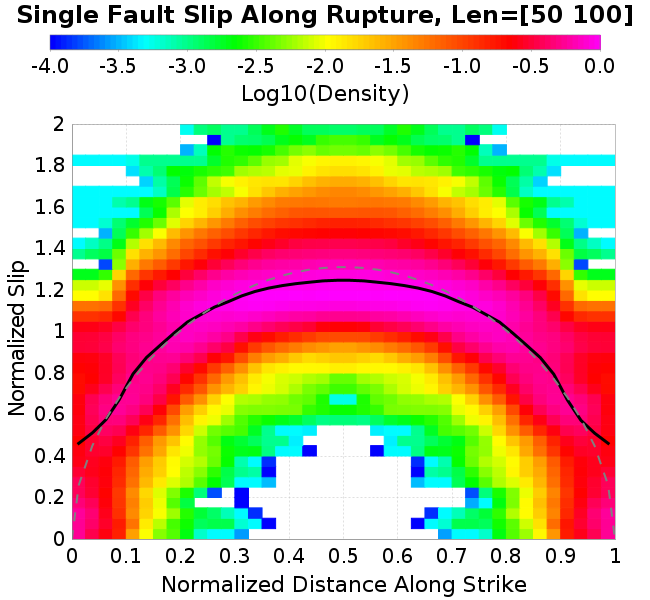 Single Fault Slip Along Rupture, Len=[50 100]
-4.0 -3.5 -3.0 -2.5 -2.0 -1.5 -1.0 -0.5 0.0
Log10(Density)
2
1.8
1.6
1.4
1.2
1
0.8
0.6
0.4
0.2
0
Normalized Slip
0 0.1 0.2 0.3 0.4 0.5 0.6 0.7 0.8 0.9 1
Normalized Distance Along Strike